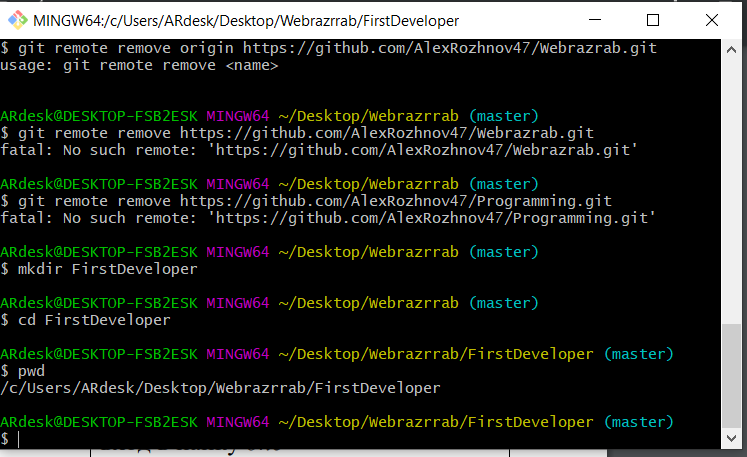 MINGW64:/c/Users/ARdesk/Desktop/Webrazrrab/FirstDeveloper
$ git remote remove origin https://github.com/AlexRozhnov47/Webrazrab.git
usage: git remote remove <name>
ARdesk@DESKTOP-FSB2ESK MINGW64 ~/Desktop/Webrazrrab (master)
$ git remote remove https://github.com/AlexRozhnov47/Webrazrab.git
fatal: No such remote: 'https://github.com/AlexRozhnov47/Webrazrab.git'
ARdesk@DESKTOP-FSB2ESK MINGW64 ~/Desktop/Webrazrrab (master)
$ git remote remove https://github.com/AlexRozhnov47/Programming.git
fatal: No such remote: 'https://github.com/AlexRozhnov47/Programming.git'
ARdesk@DESKTOP-FSB2ESK MINGW64 ~/Desktop/Webrazrrab (master)
$ mkdir FirstDeveloper
ARdesk@DESKTOP-FSB2ESK MINGW64 ~/Desktop/Webrazrrab (master)
$ cd FirstDeveloper
ARdesk@DESKTOP-FSB2ESK MINGW64 ~/Desktop/Webrazrrab/FirstDeveloper (master)
$ pwd
/c/Users/ARdesk/Desktop/Webrazrrab/FirstDeveloper
ARdesk@DESKTOP-FSB2ESK MINGW64 ~/Desktop/Webrazrrab/FirstDeveloper (master)
$